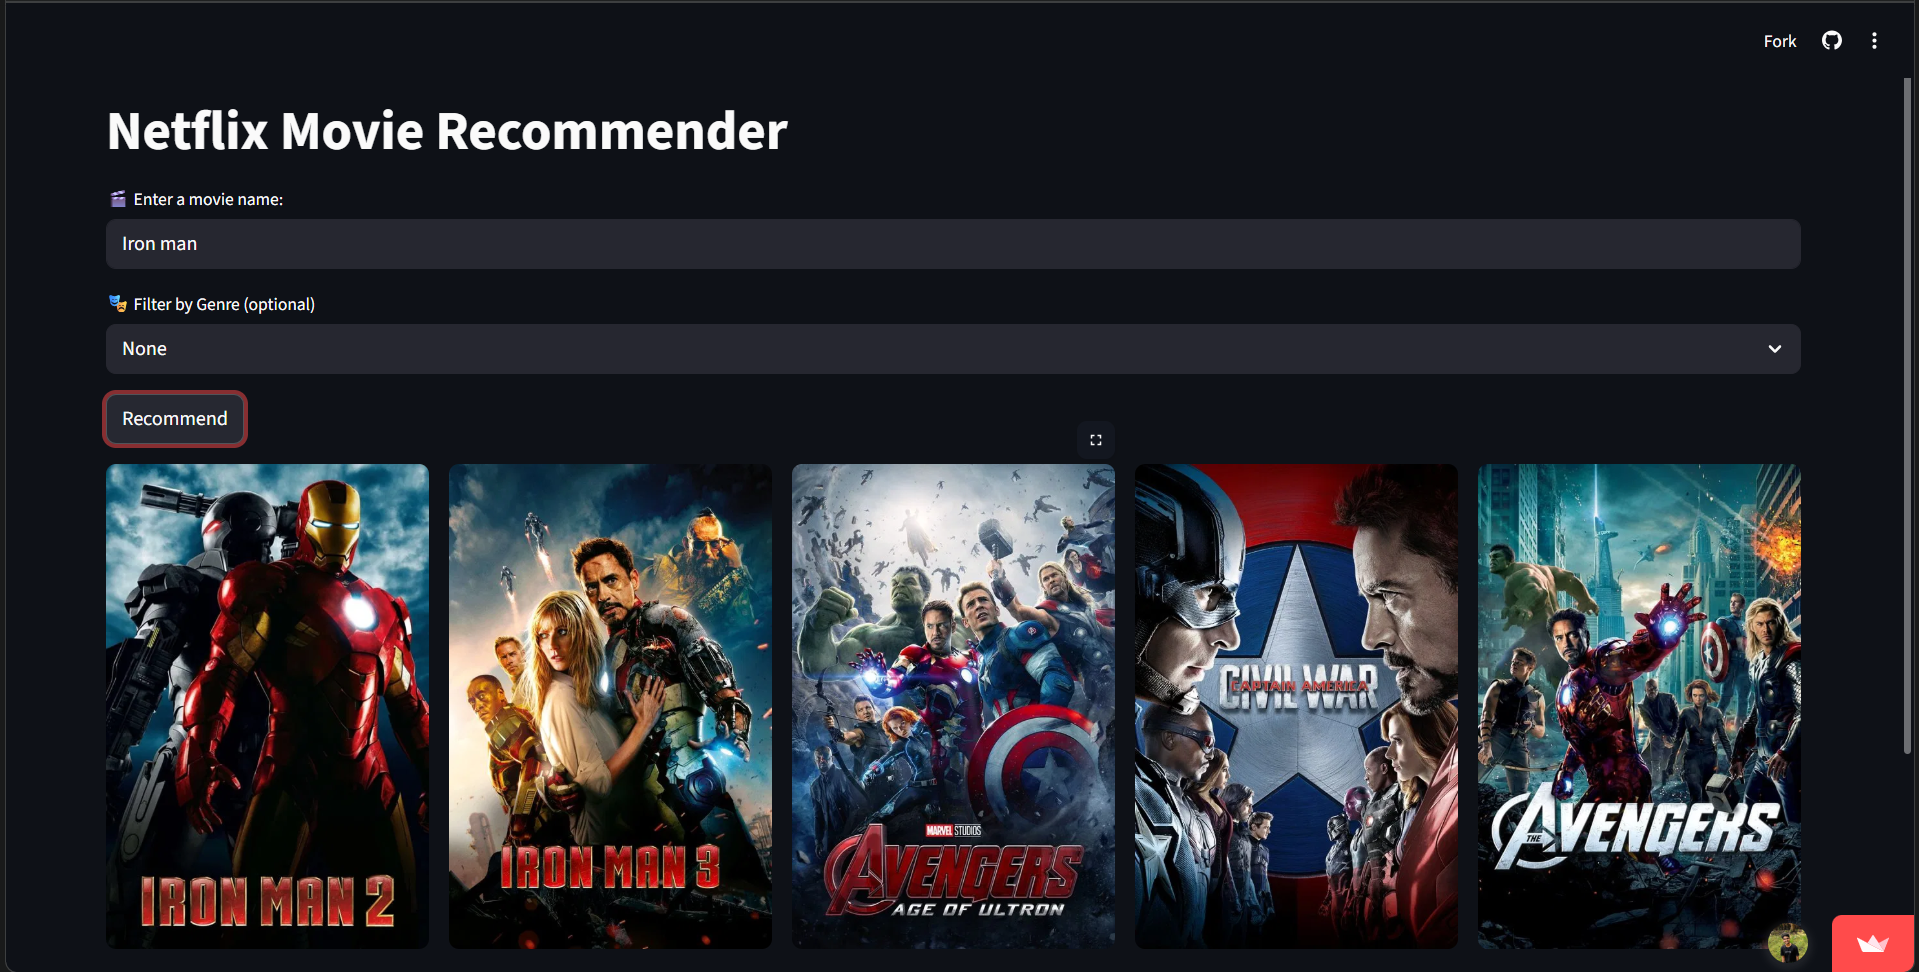 Fork
Netflix Movie Recommender
Enter a movie name:
Iron man
Filter by Genre (optional)
None
Recommend
IRON MAN 2
IRON MAN 3
MARVEL STUDIOS
AVENGERS
AGE OF ULTRON
CAPTAIN AMERICA
CIVIL WAR
THE
AVENGERS